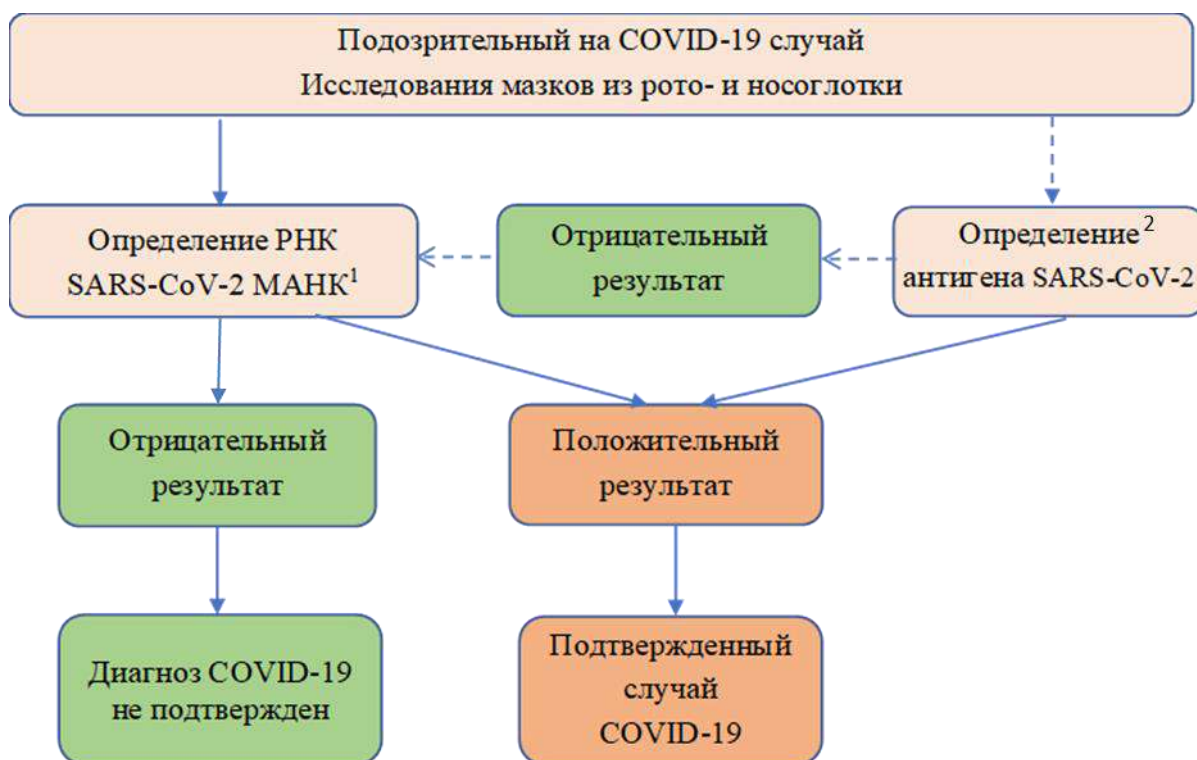 Подозрительный на COVID-19 случай
Исследования мазков из рото- и носоглотки
Определение РНК
SARS-CoV-2 МАНК¹
Отрицательный
результат
Определение²
антигена SARS-CoV-2
Отрицательный
результат
Положительный
результат
Диагноз COVID-19
не подтвержден
Подтвержденный
случай
COVID-19